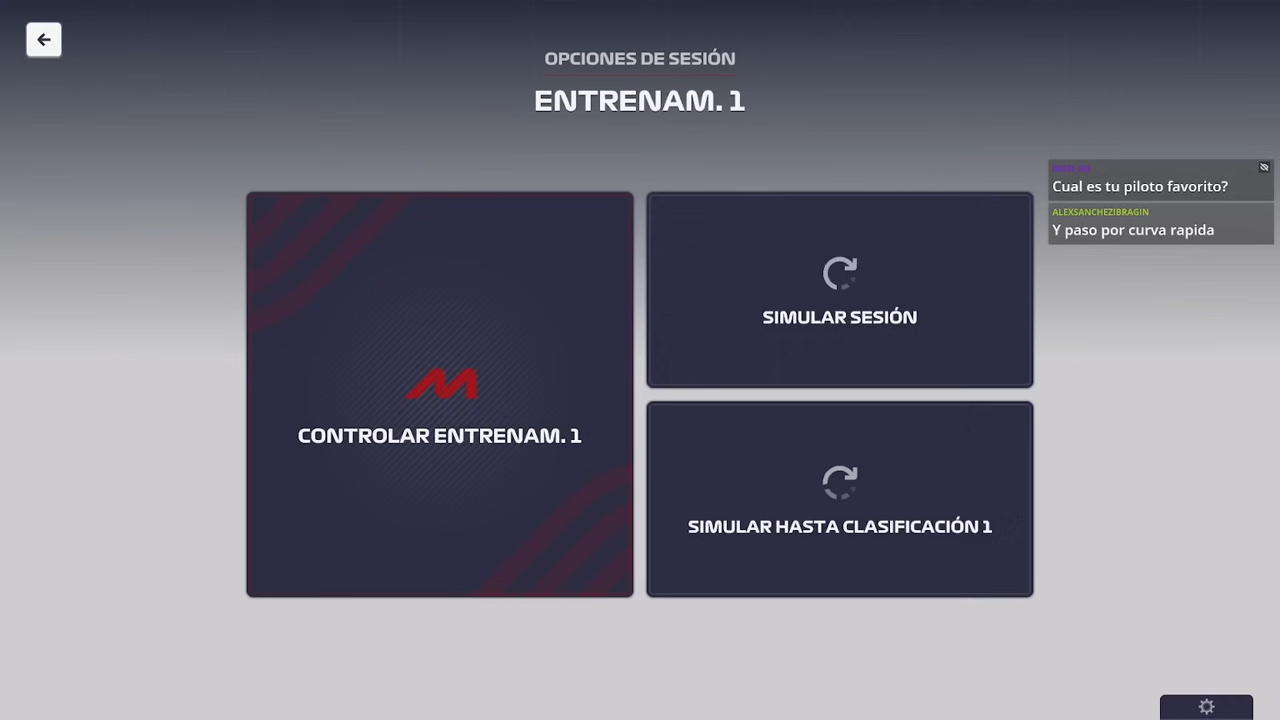 OPCIONES DE SESIÓN
ENTRENAM. 1
Cual es tu piloto favorito?
ALEXSANCHEZIBRAGIN
Y paso por curva rapida
SIMULAR SESIÓN
CONTROLAR ENTRENAM. 1
SIMULAR HASTA CLASIFICACIÓN 1